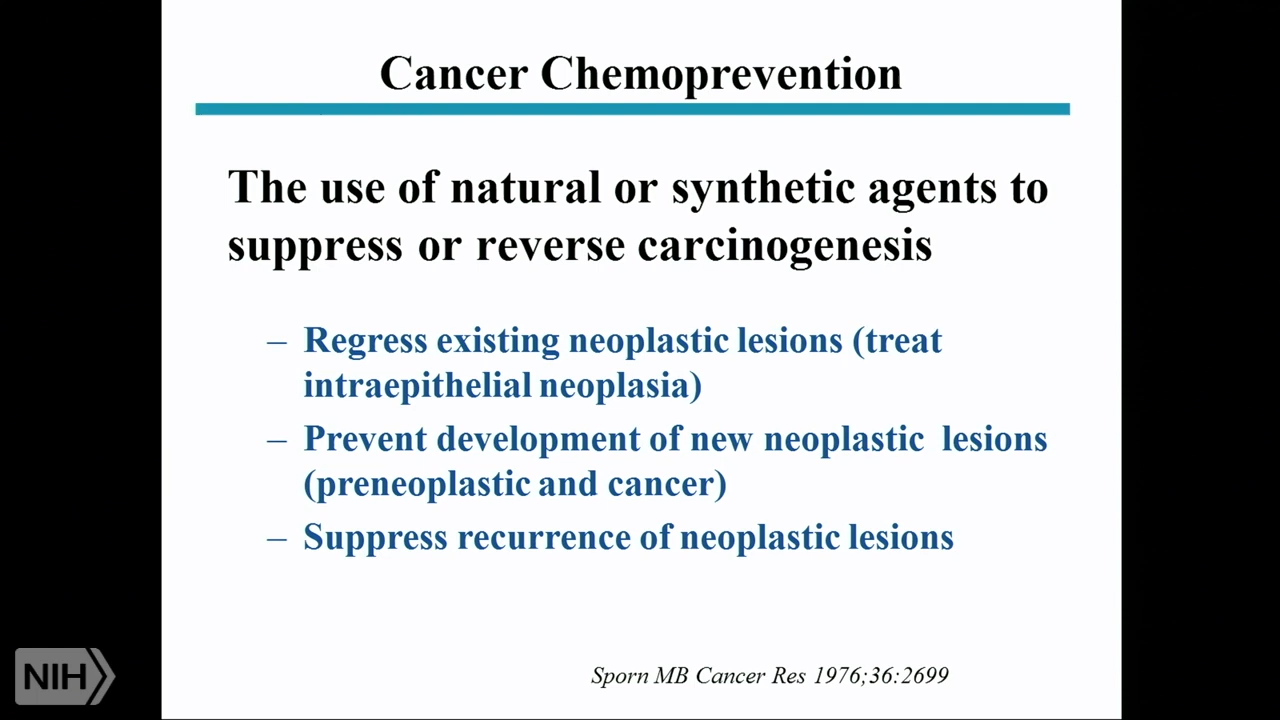 Cancer Chemoprevention
The use of natural or synthetic agents to
suppress or reverse carcinogenesis
– Regress existing neoplastic lesions (treat
intraepithelial neoplasia)
– Prevent development of new neoplastic lesions
(preneoplastic and cancer)
– Suppress recurrence of neoplastic lesions
Sporn MB Cancer Res 1976;36:2699
NIH